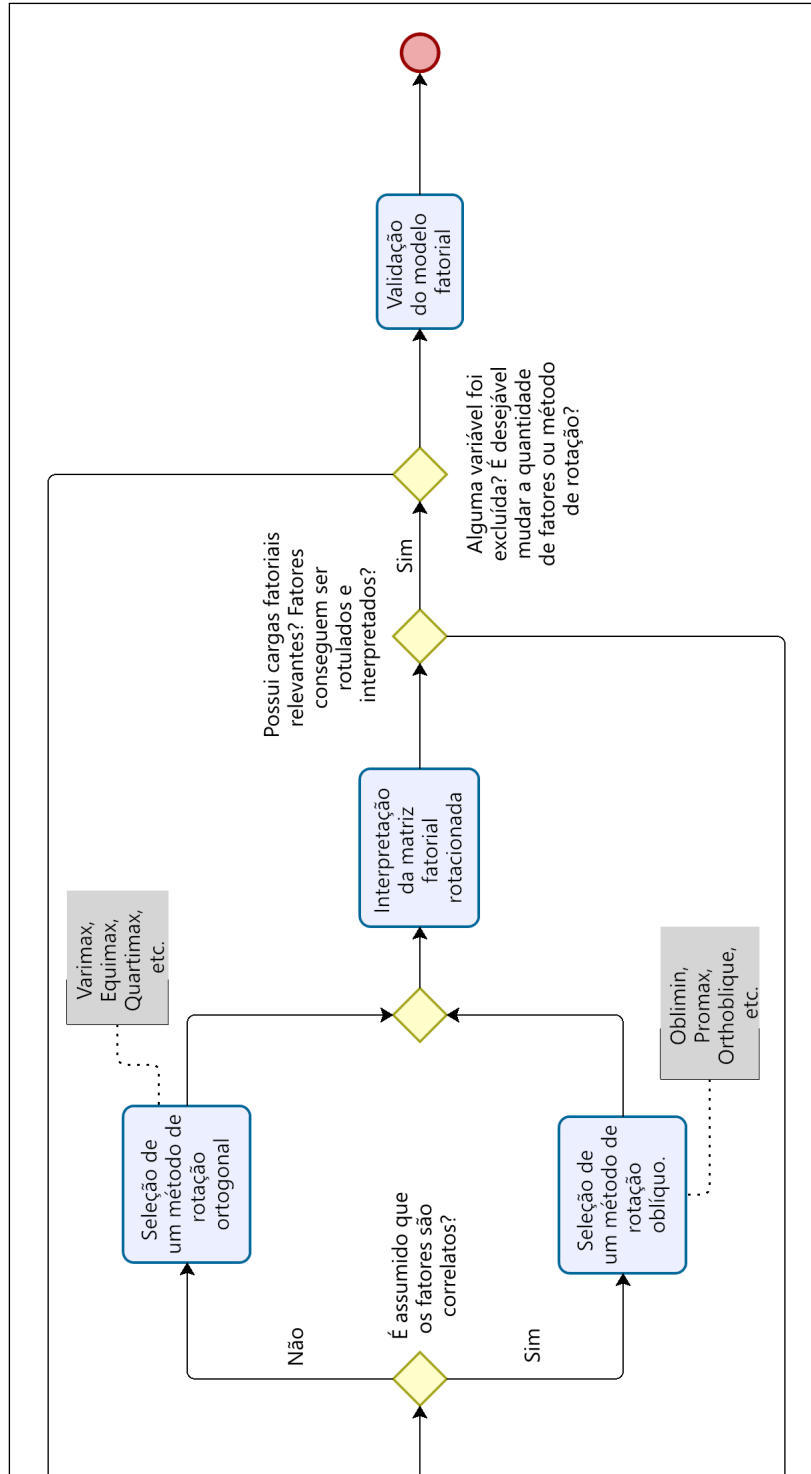 É assumido que
os fatores são
correlatos?
Não
Sim
Seleção de
um método de
rotação
ortogonal
Varimax,
Equimax,
Quartimax,
etc.
Seleção de
um método de
rotação
oblíquo.
Oblimin,
Promax,
Orthoblique,
etc.
Interpretação
da matriz
fatorial
rotacionada
Possui cargas fatoriais
relevantes? Fatores
conseguem ser
rotulados e
interpretados?
Sim
Alguma variável foi
excluída? É desejável
mudar a quantidade
de fatores ou método
de rotação?
Validação
do modelo
fatorial